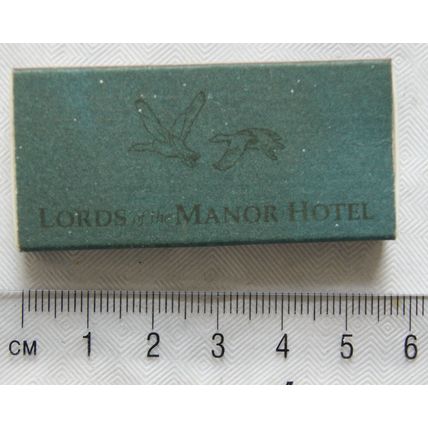 LORDS of the MANOR HOTEL
CM 1 2 3 4 5 6